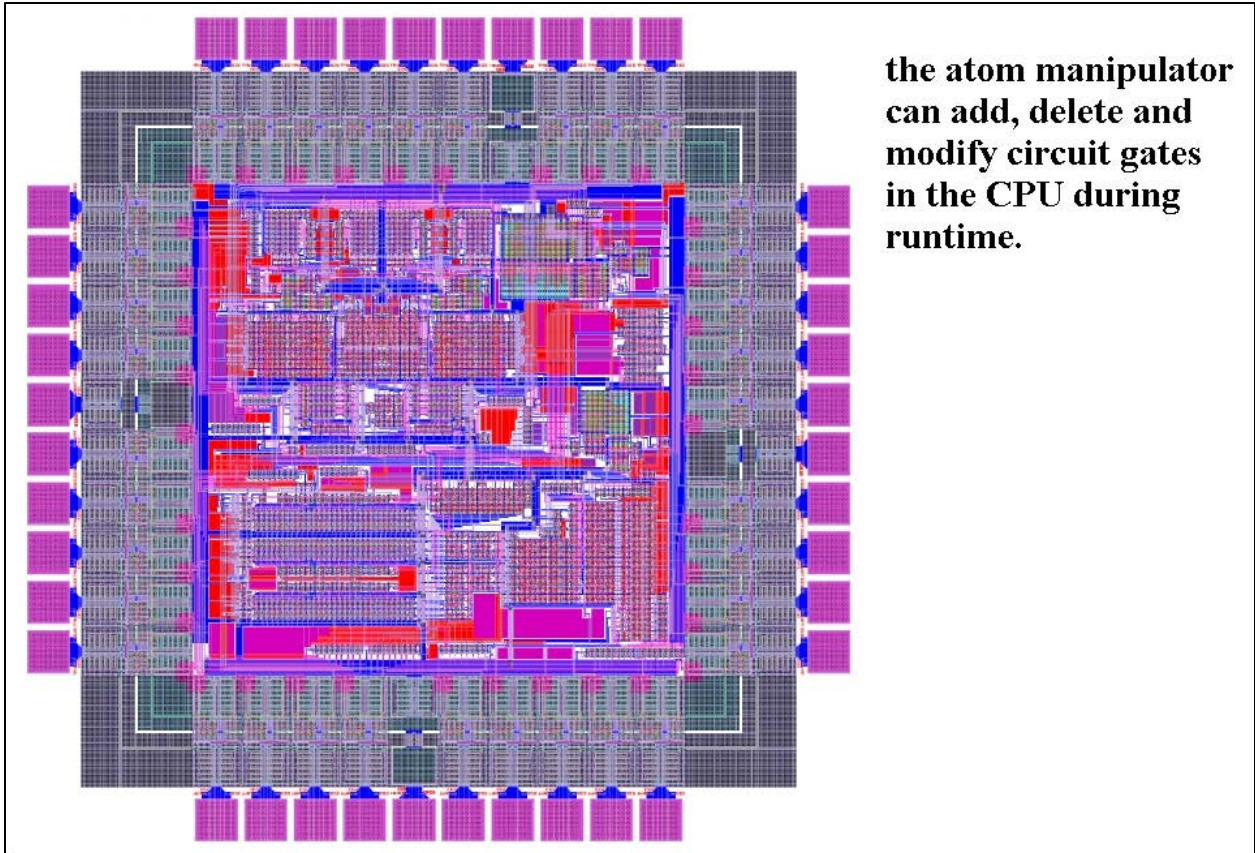 the atom manipulator
can add, delete and
modify circuit gates
in the CPU during
runtime.